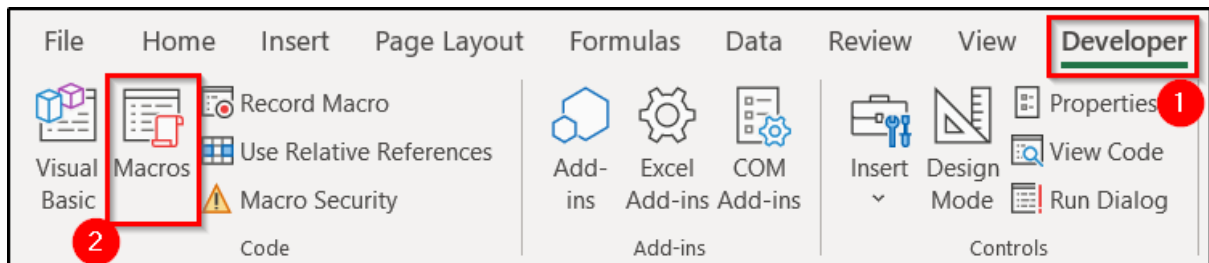 File Home Insert Page Layout Formulas Data Review View Developer
1
Visual Basic
Macros
Record Macro
Use Relative References
Macro Security
2
Code
Add-ins
Excel Add-ins
COM Add-ins
Add-ins
Insert
Design Mode
Properties
View Code
Run Dialog
Controls